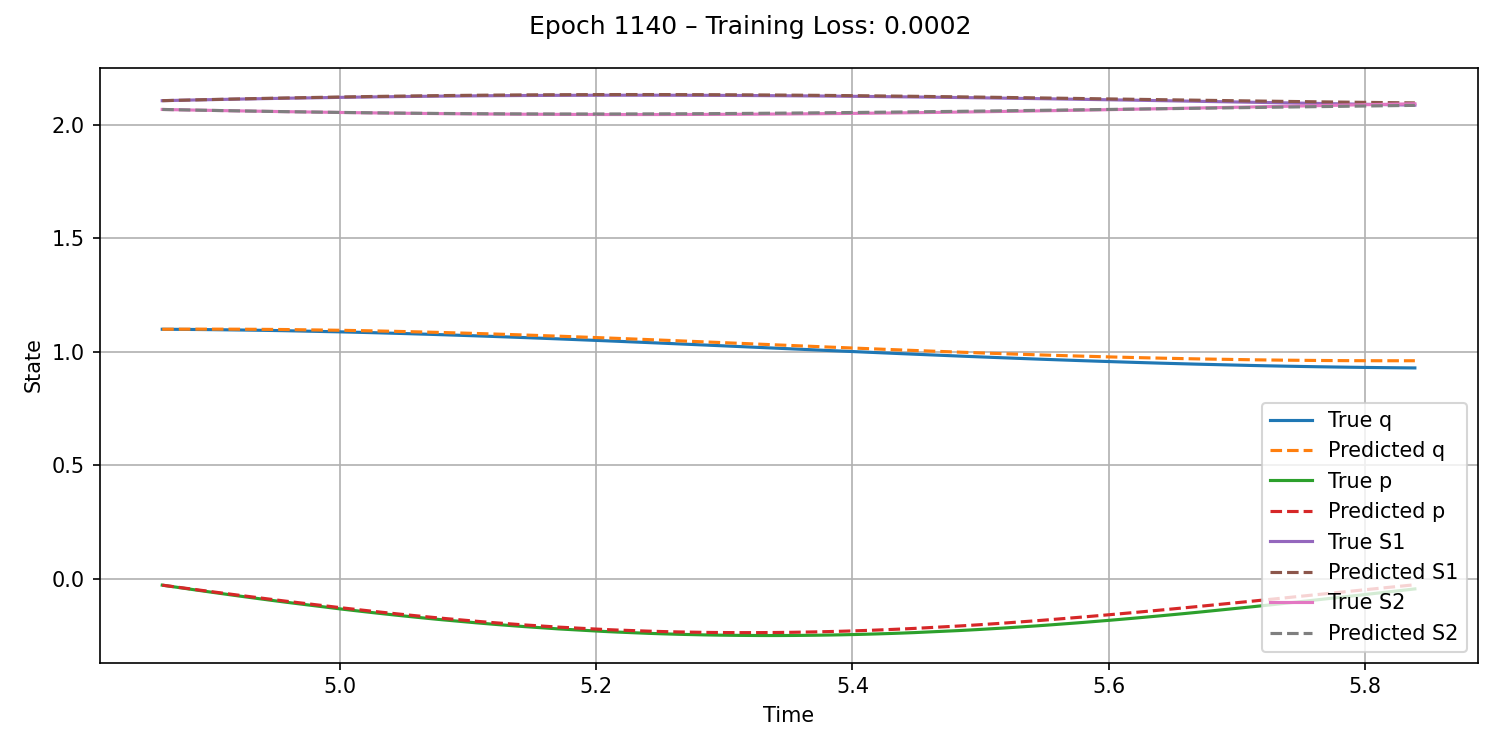 Epoch 1140 – Training Loss: 0.0002
2.0
1.5
1.0
0.5
0.0
State
True q
Predicted q
True p
Predicted p
True S1
Predicted S1
True S2
Predicted S2
5.0 5.2 5.4 5.6 5.8
Time